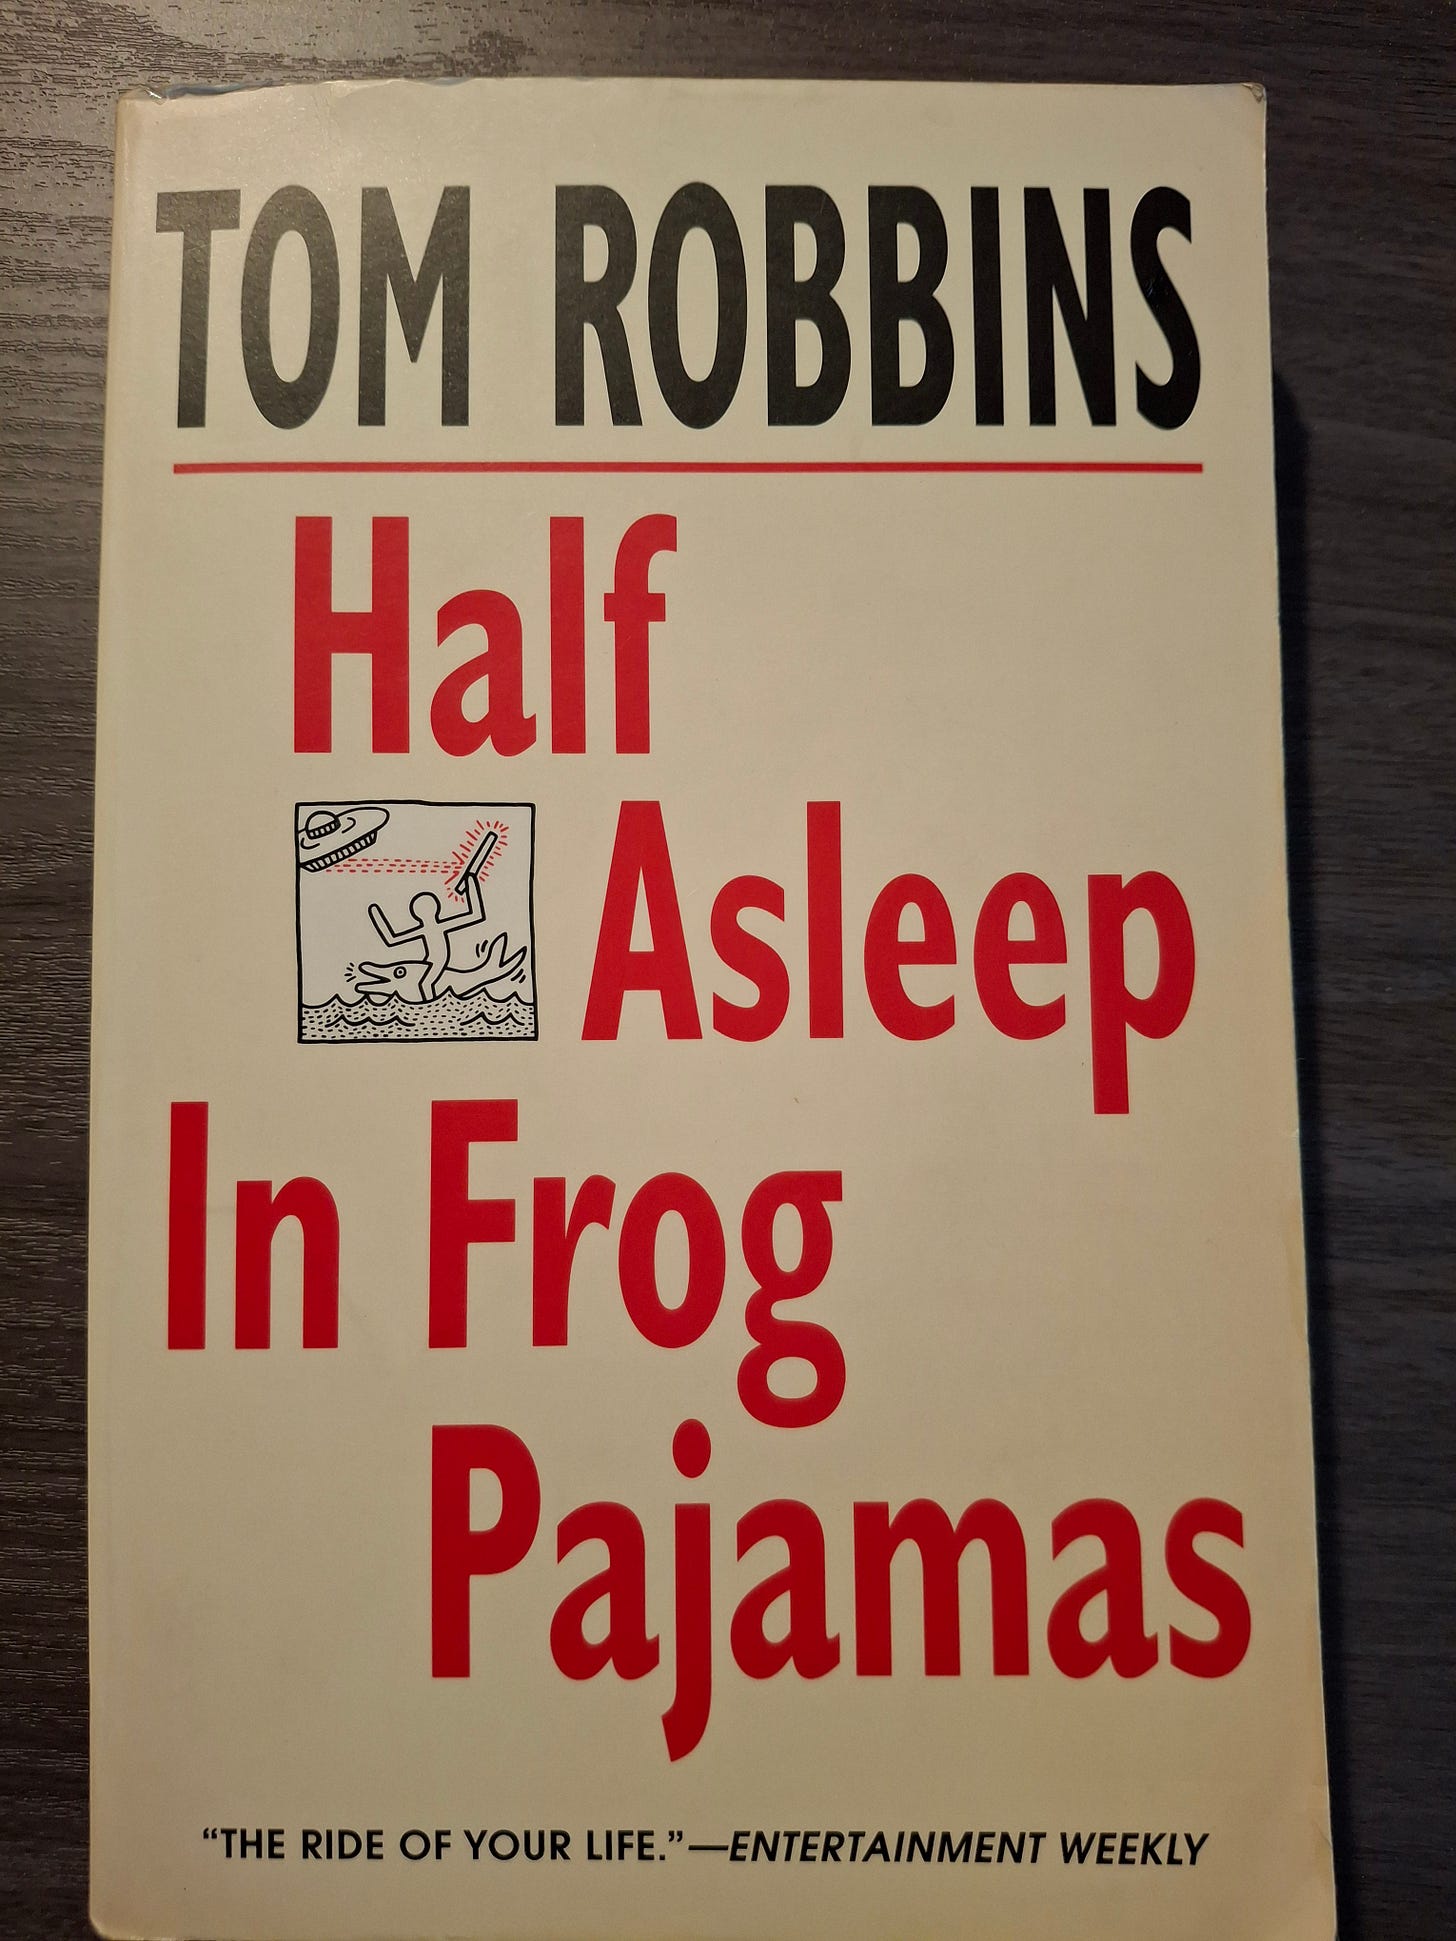 TOM ROBBINS
Half
Asleep
In Frog
Pajamas
“THE RIDE OF YOUR LIFE.”—ENTERTAINMENT WEEKLY